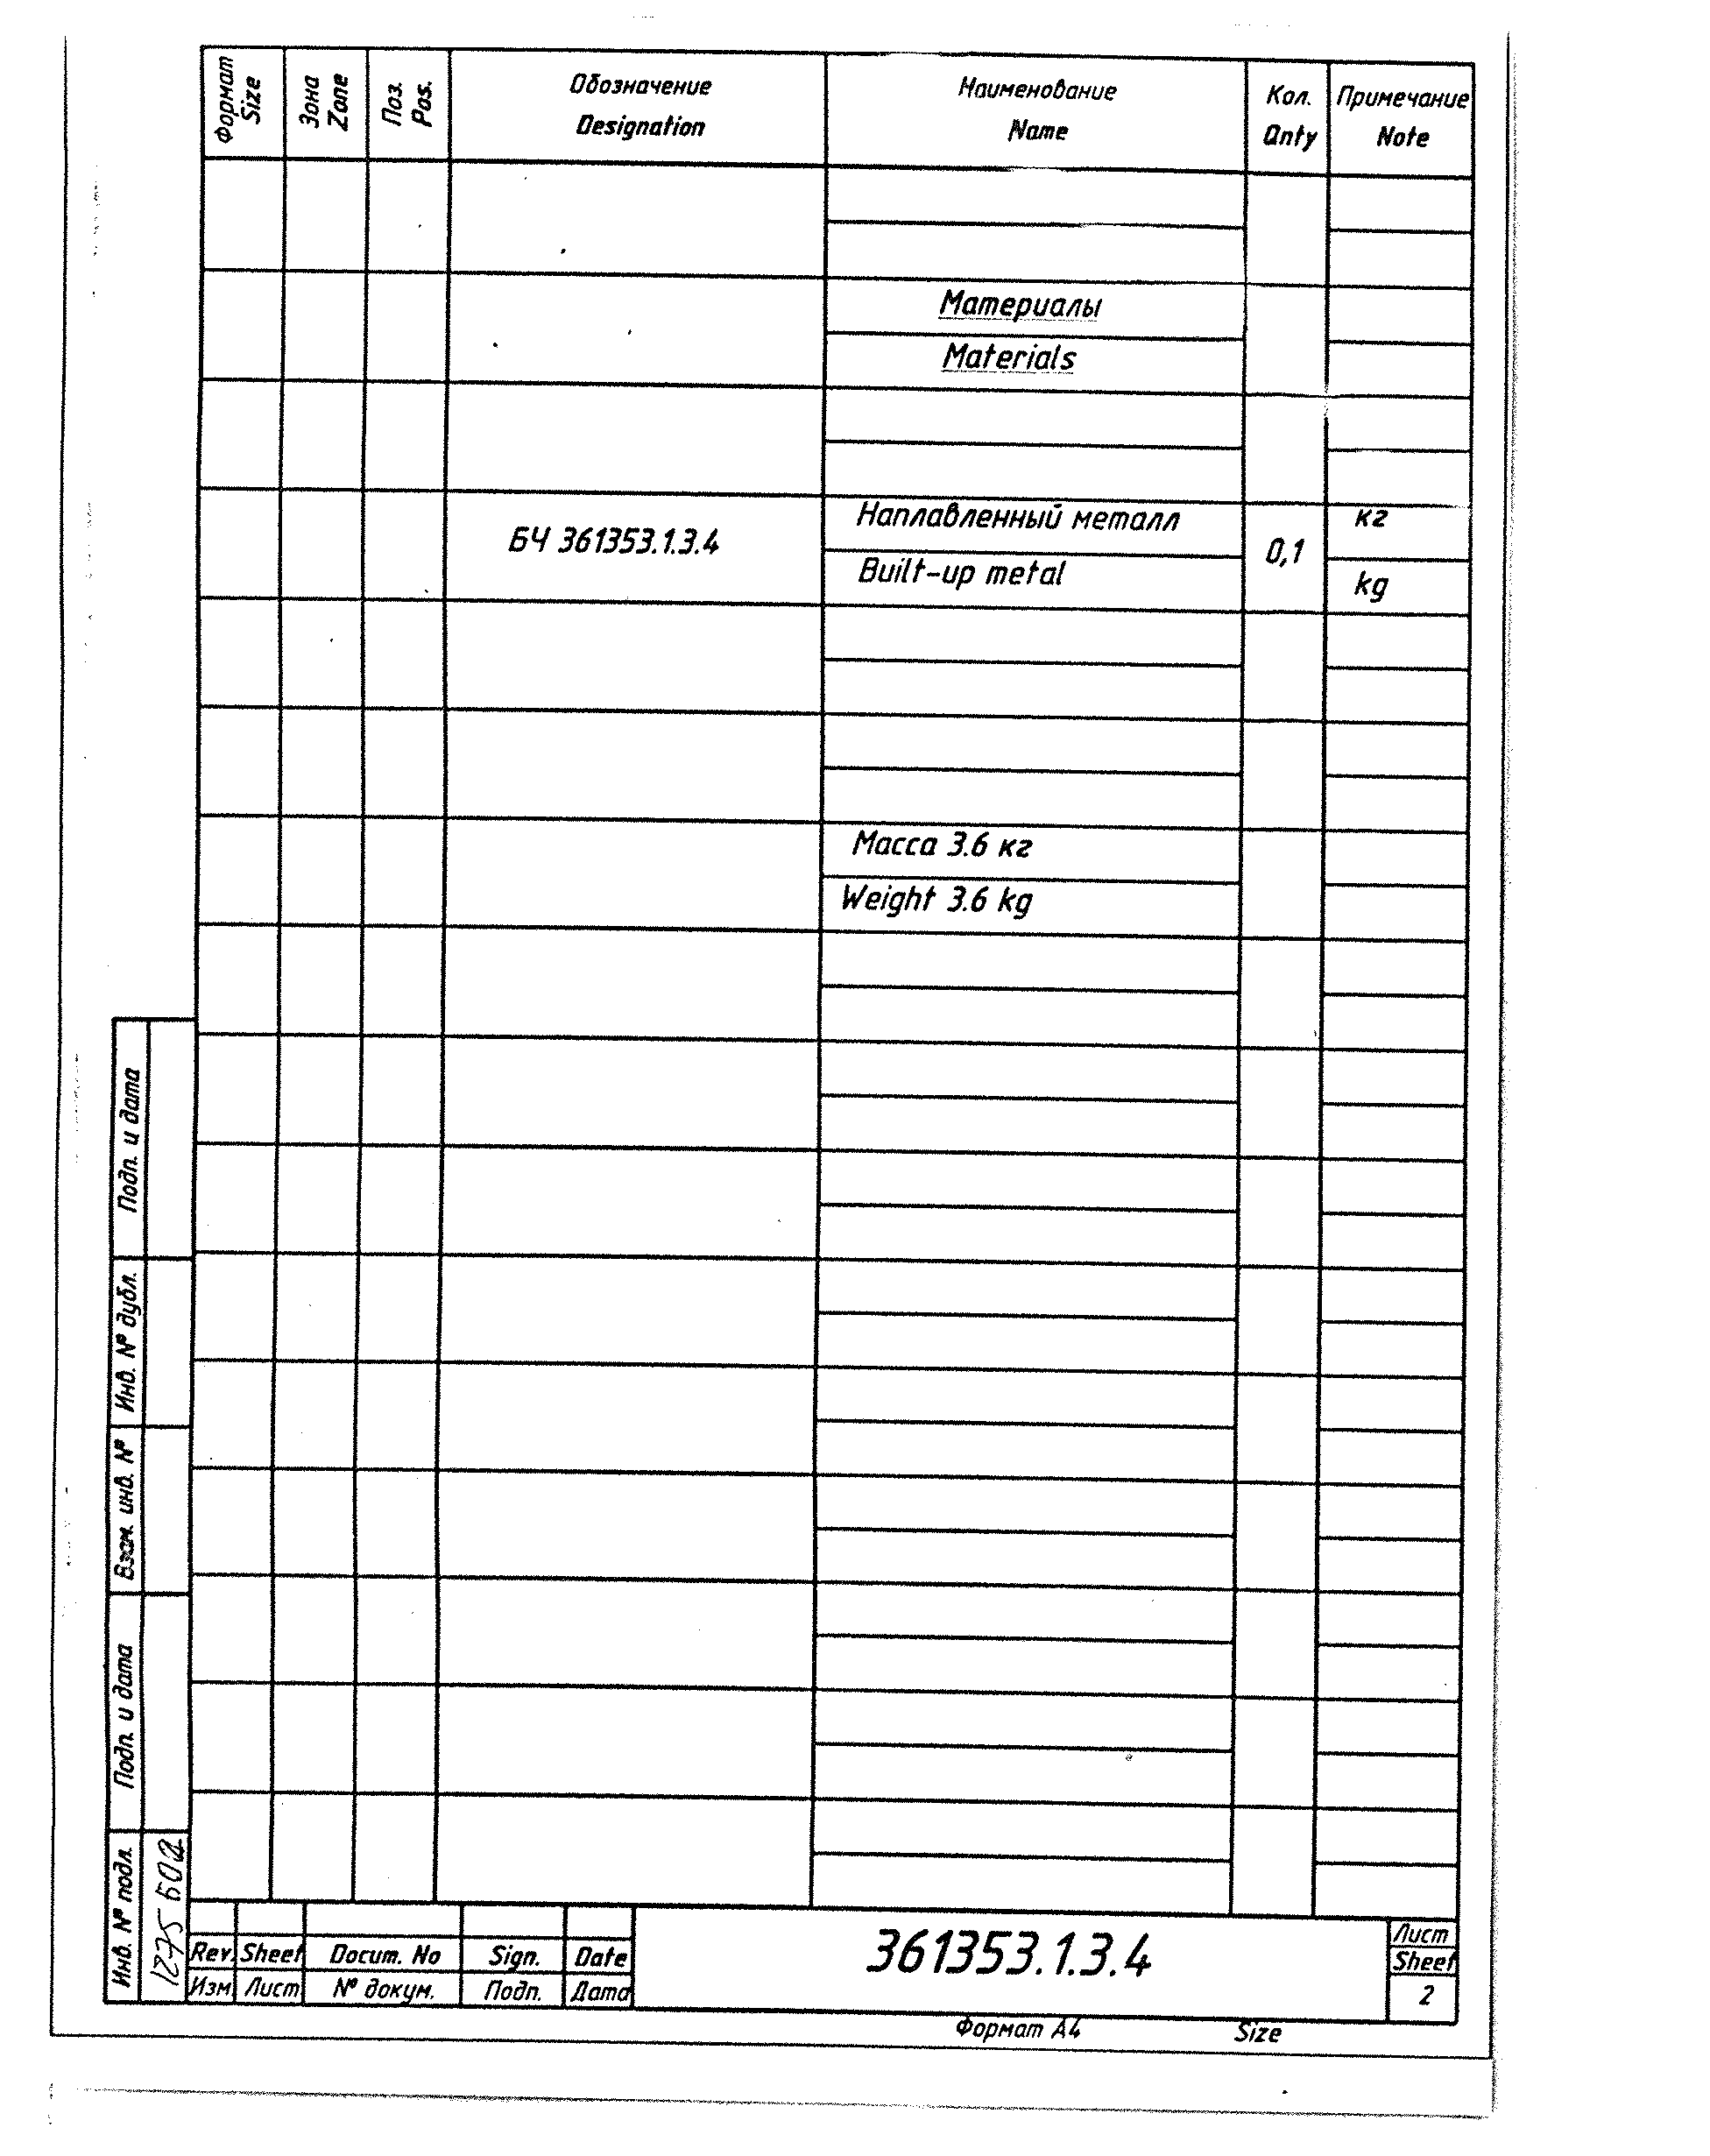 Формат
Size
Зона
Zone
Поз.
Pos.
Обозначение
Designation
Наименование
Name
Кол.
Qnty
Примечание
Note
Материалы
Materials
БЧ 361353.1.3.4
Наплавленный металл
Built-up metal
0,1
кг
kg
Масса 3.6 кг
Weight 3.6 kg
Подп. и дата
Инв. № дубл.
Взам. инв. №
Подп. и дата
Инв. № подл.
Rev. Sheet Docum. No Sign. Date
Изм. Лист № докум. Подп. Дата
361353.1.3.4
Лист
Sheet
2
Формат А4 Size